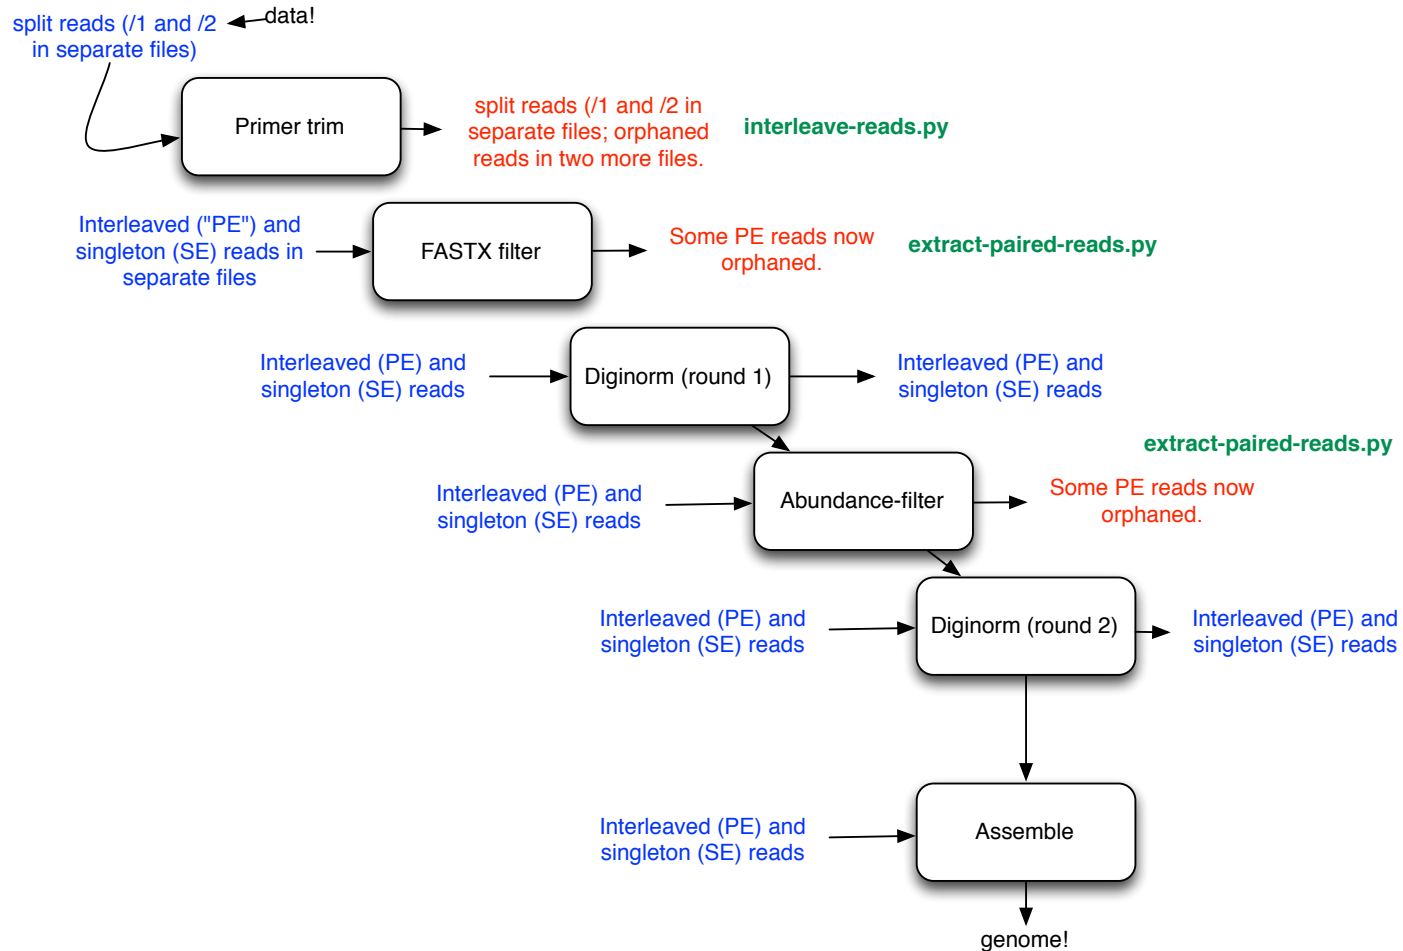 split reads (/1 and /2
in separate files)
data!
Primer trim
split reads (/1 and /2 in
separate files; orphaned
reads in two more files.
interleave-reads.py
Interleaved ("PE") and
singleton (SE) reads in
separate files
FASTX filter
Some PE reads now
orphaned.
extract-paired-reads.py
Interleaved (PE) and
singleton (SE) reads
Diginorm (round 1)
Interleaved (PE) and
singleton (SE) reads
extract-paired-reads.py
Interleaved (PE) and
singleton (SE) reads
Abundance-filter
Some PE reads now
orphaned.
Interleaved (PE) and
singleton (SE) reads
Diginorm (round 2)
Interleaved (PE) and
singleton (SE) reads
Interleaved (PE) and
singleton (SE) reads
Assemble
genome!